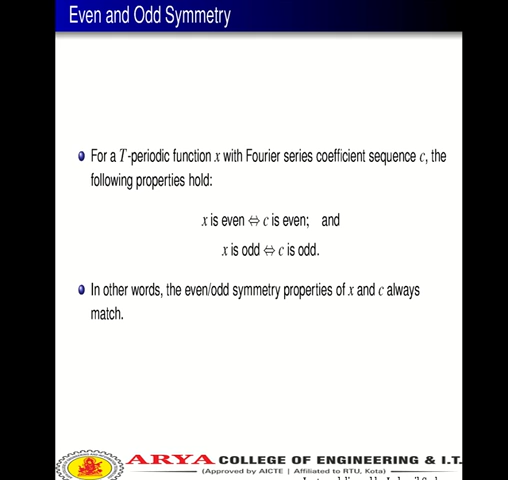 Even and Odd Symmetry
For a T-periodic function x with Fourier series coefficient sequence c, the
following properties hold:
x is even ⇔ c is even; and
x is odd ⇔ c is odd.
In other words, the even/odd symmetry properties of x and c always
match.
ARYA COLLEGE OF ENGINEERING & I.T.
(Approved by AICTE | Affiliated to RTU, Kota)